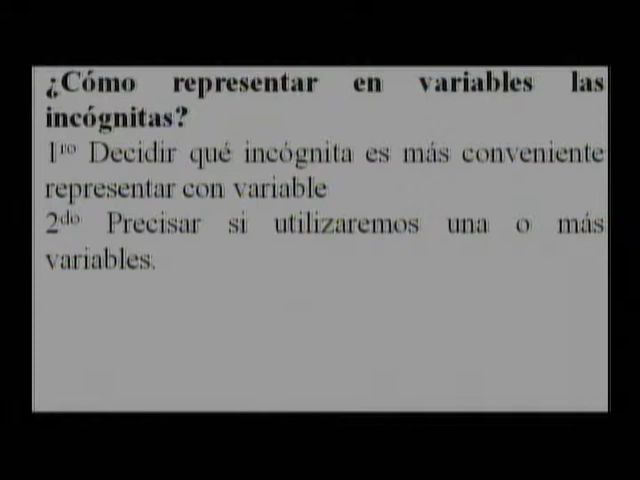 ¿Cómo representar en variables las
incógnitas?
1ʳᵒ Decidir qué incógnita es más conveniente
representar con variable
2ᵈᵒ Precisar si utilizaremos una o más
variables.